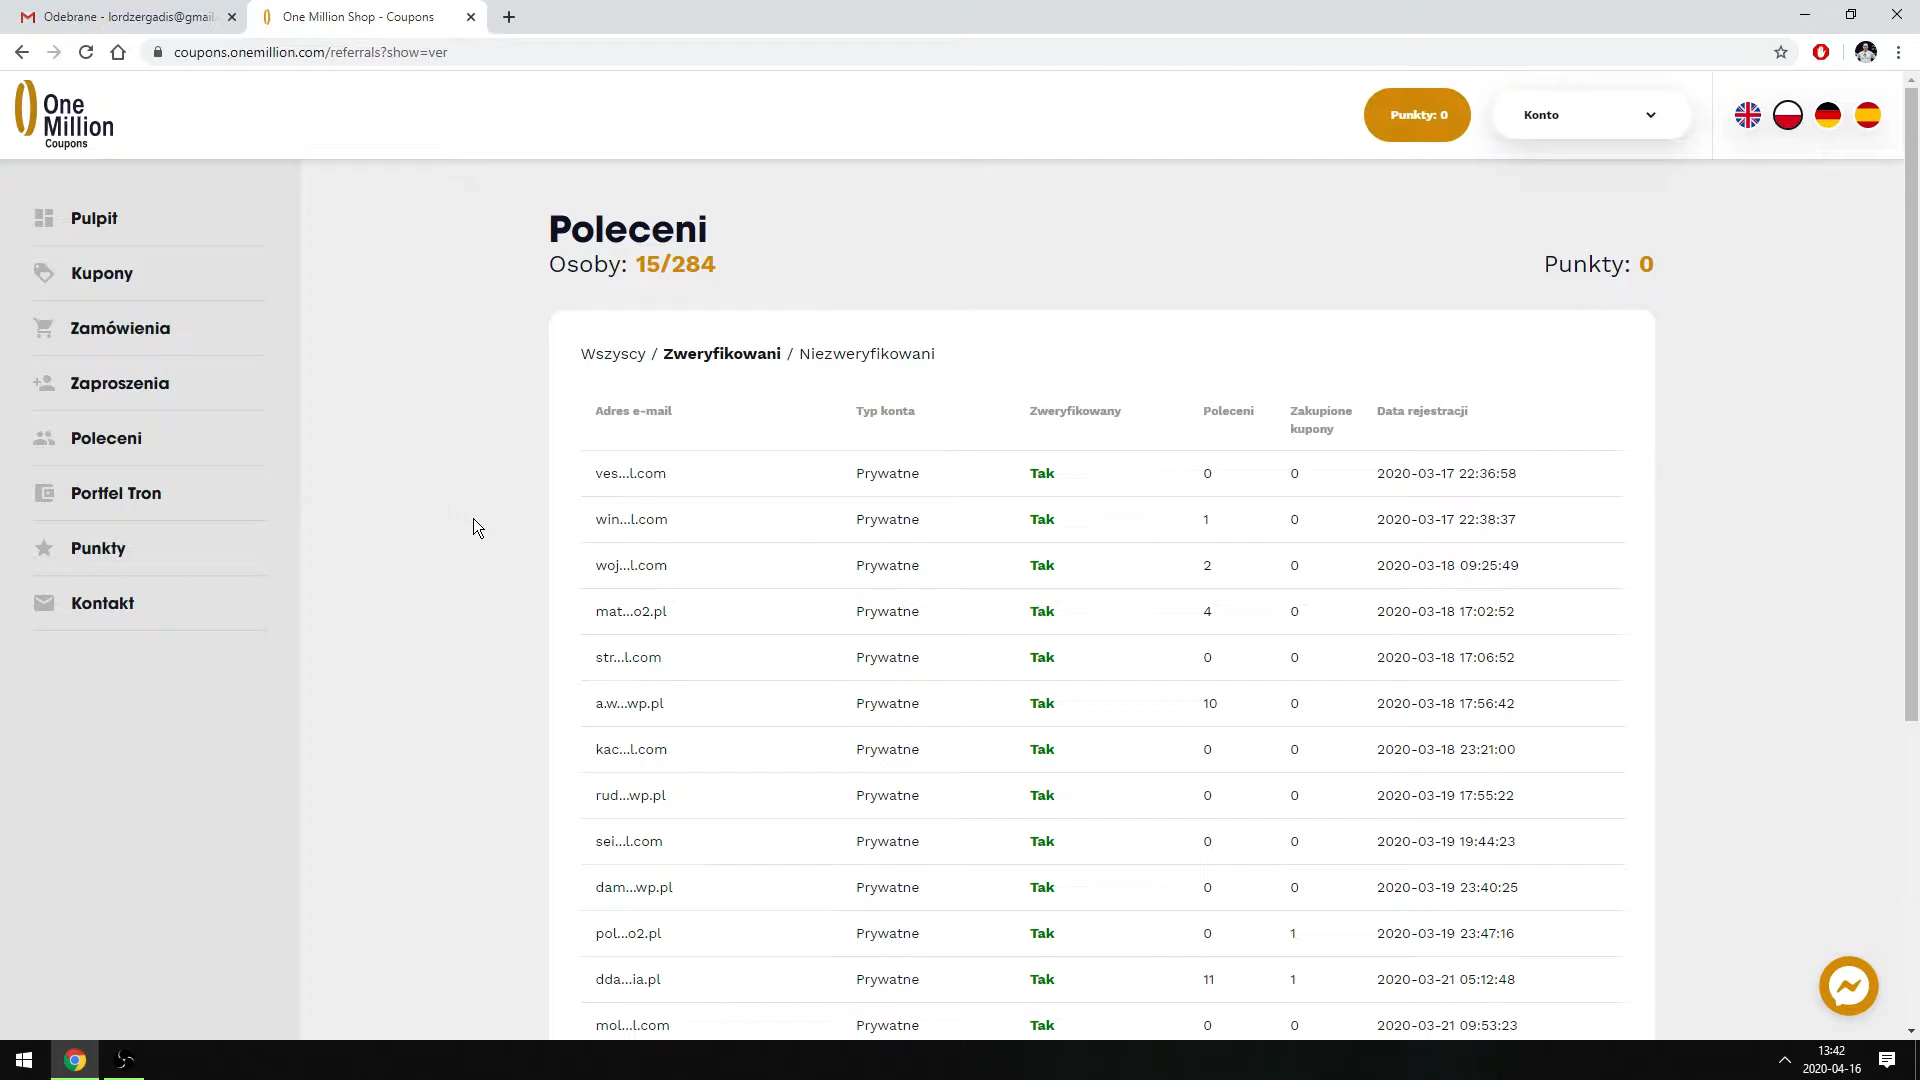 Odebrane - lordzergadis@gmail.
One Million Shop - Coupons
coupons.onemillion.com/referrals?show=ver
One
Million
Coupons
Punkty: 0
Konto
Pulpit
Kupony
Zamówienia
Zaproszenia
Poleceni
Portfel Tron
Punkty
Kontakt
Poleceni
Osoby: 15/284
Punkty: 0
Wszyscy / Zweryfikowani / Niezweryfikowani
Adres e-mail Typ konta Zweryfikowany Poleceni Zakupione kupony Data rejestracji
ves...l.com Prywatne Tak 0 0 2020-03-17 22:36:58
win...l.com Prywatne Tak 1 0 2020-03-17 22:38:37
woj...l.com Prywatne Tak 2 0 2020-03-18 09:25:49
mat...o2.pl Prywatne Tak 4 0 2020-03-18 17:02:52
str...l.com Prywatne Tak 0 0 2020-03-18 17:06:52
a.w...wp.pl Prywatne Tak 10 0 2020-03-18 17:56:42
kac...l.com Prywatne Tak 0 0 2020-03-18 23:21:00
rud...wp.pl Prywatne Tak 0 0 2020-03-19 17:55:22
sei...l.com Prywatne Tak 0 0 2020-03-19 19:44:23
dam...wp.pl Prywatne Tak 0 0 2020-03-19 23:40:25
pol...o2.pl Prywatne Tak 0 1 2020-03-19 23:47:16
dda...ia.pl Prywatne Tak 11 1 2020-03-21 05:12:48
mol...l.com Prywatne Tak 0 0 2020-03-21 09:53:23
13:42
2020-04-16